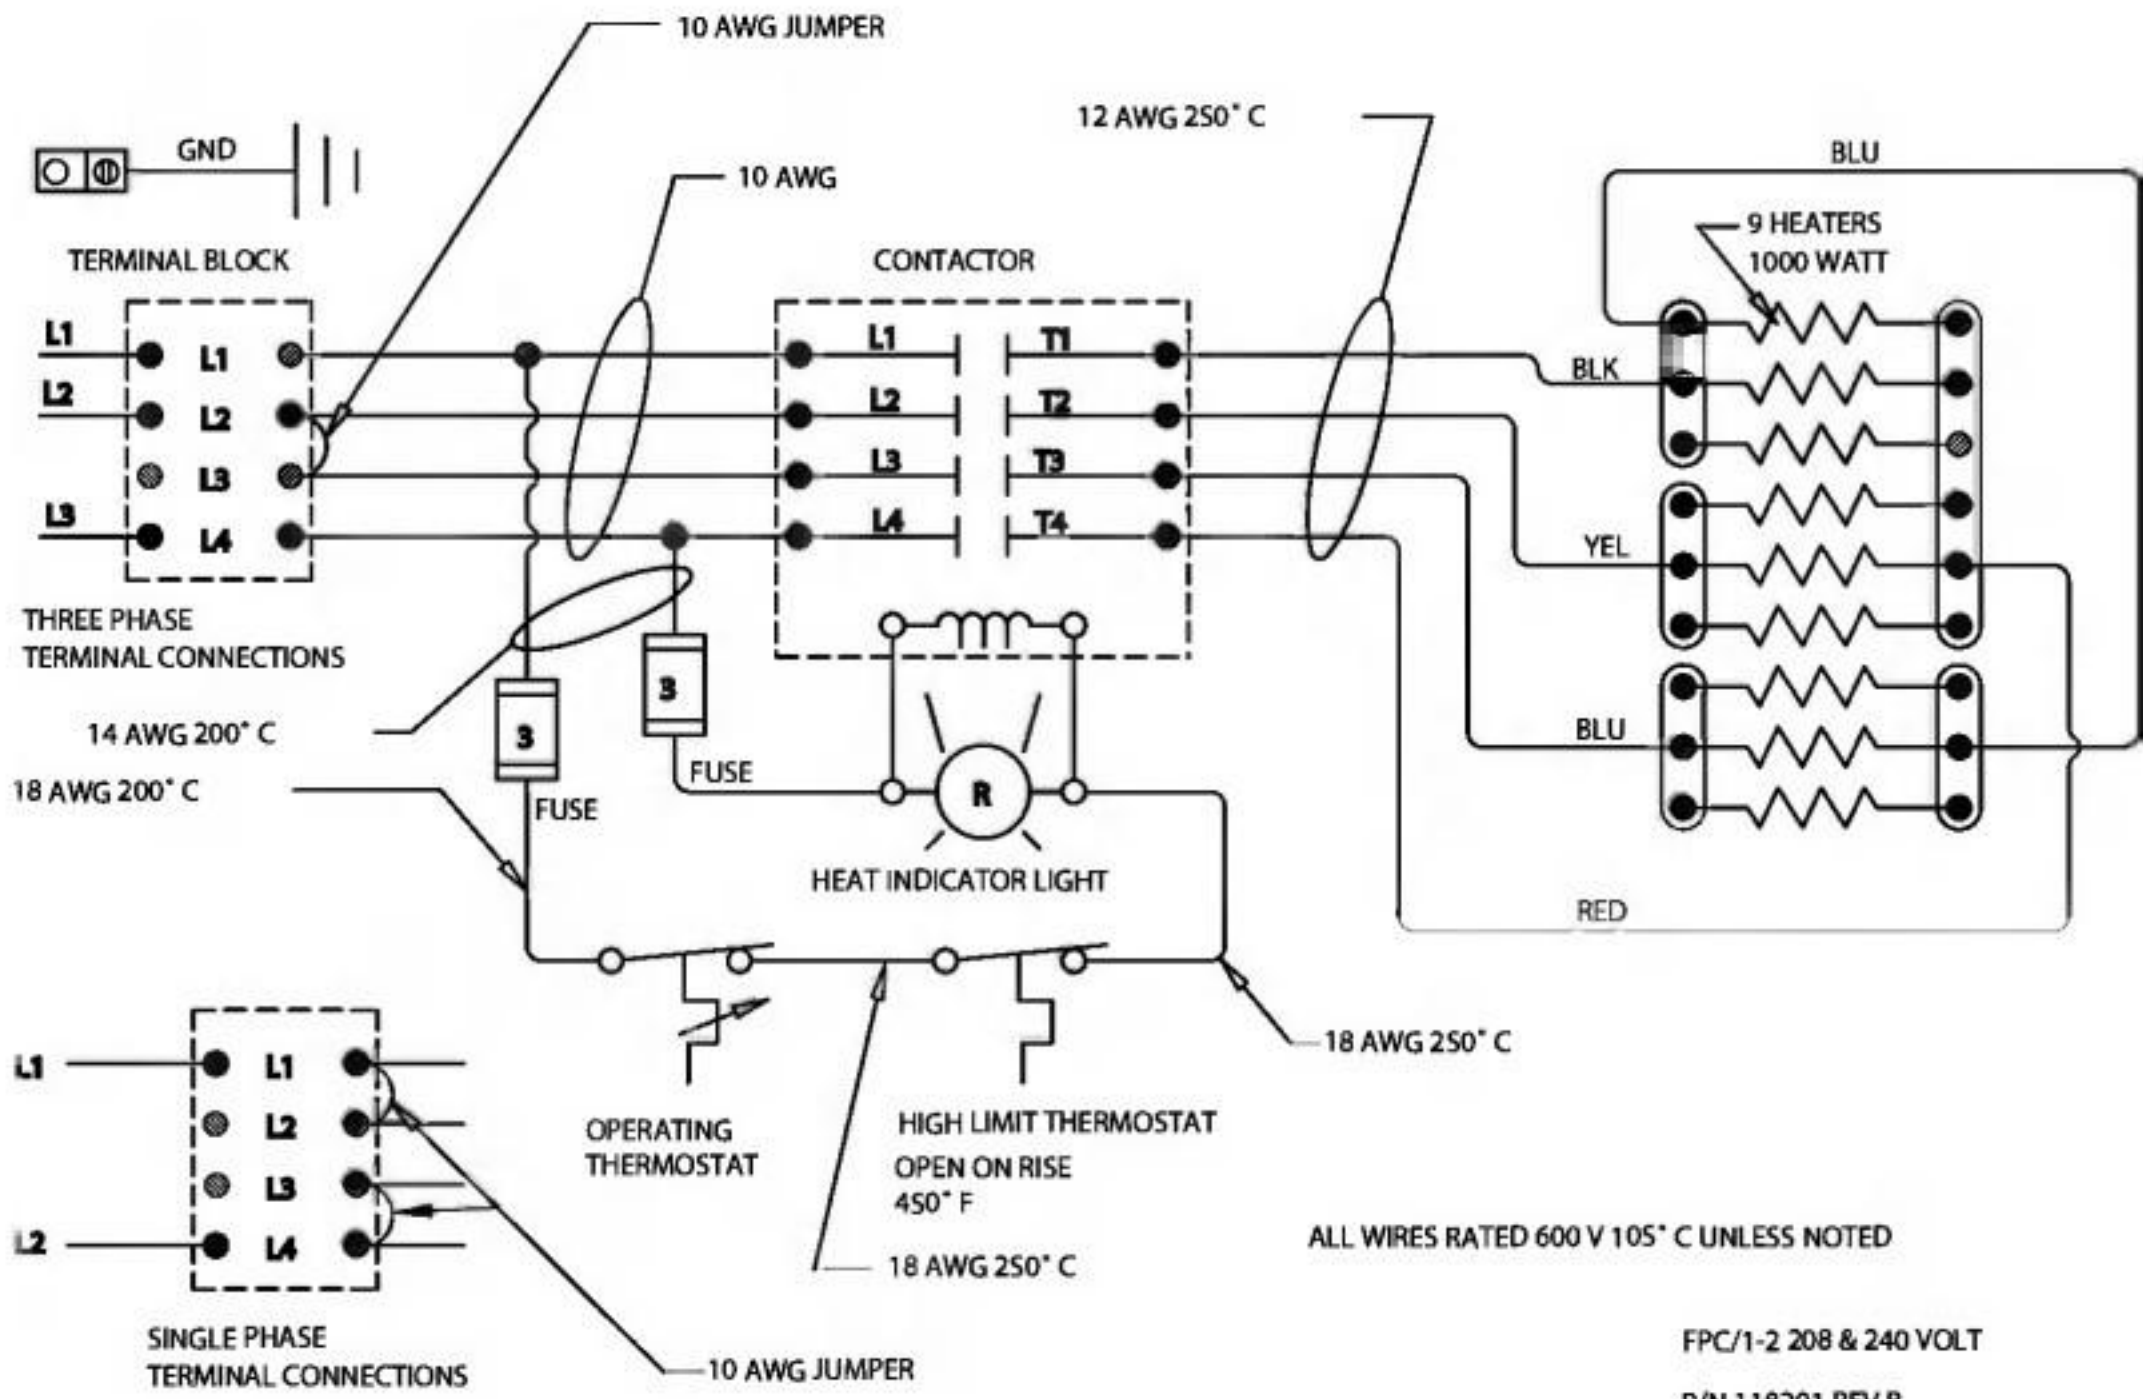 10 AWG JUMPER
12 AWG 250° C
GND
10 AWG
BLU
9 HEATERS
1000 WATT
TERMINAL BLOCK
CONTACTOR
L1 L1 L1 T1
BLK
L2 L2 L2 T2
L3 L3 T3
L3 L4 L4 T4
YEL
THREE PHASE
TERMINAL CONNECTIONS
3
3
14 AWG 200° C
BLU
FUSE
18 AWG 200° C
FUSE
R
HEAT INDICATOR LIGHT
RED
18 AWG 250° C
L1 L1
L2
L3
L2 L4
OPERATING
THERMOSTAT
HIGH LIMIT THERMOSTAT
OPEN ON RISE
450° F
18 AWG 250° C
ALL WIRES RATED 600 V 105° C UNLESS NOTED
SINGLE PHASE
TERMINAL CONNECTIONS
10 AWG JUMPER
FPC/1-2 208 & 240 VOLT
P/N 118201 REV B